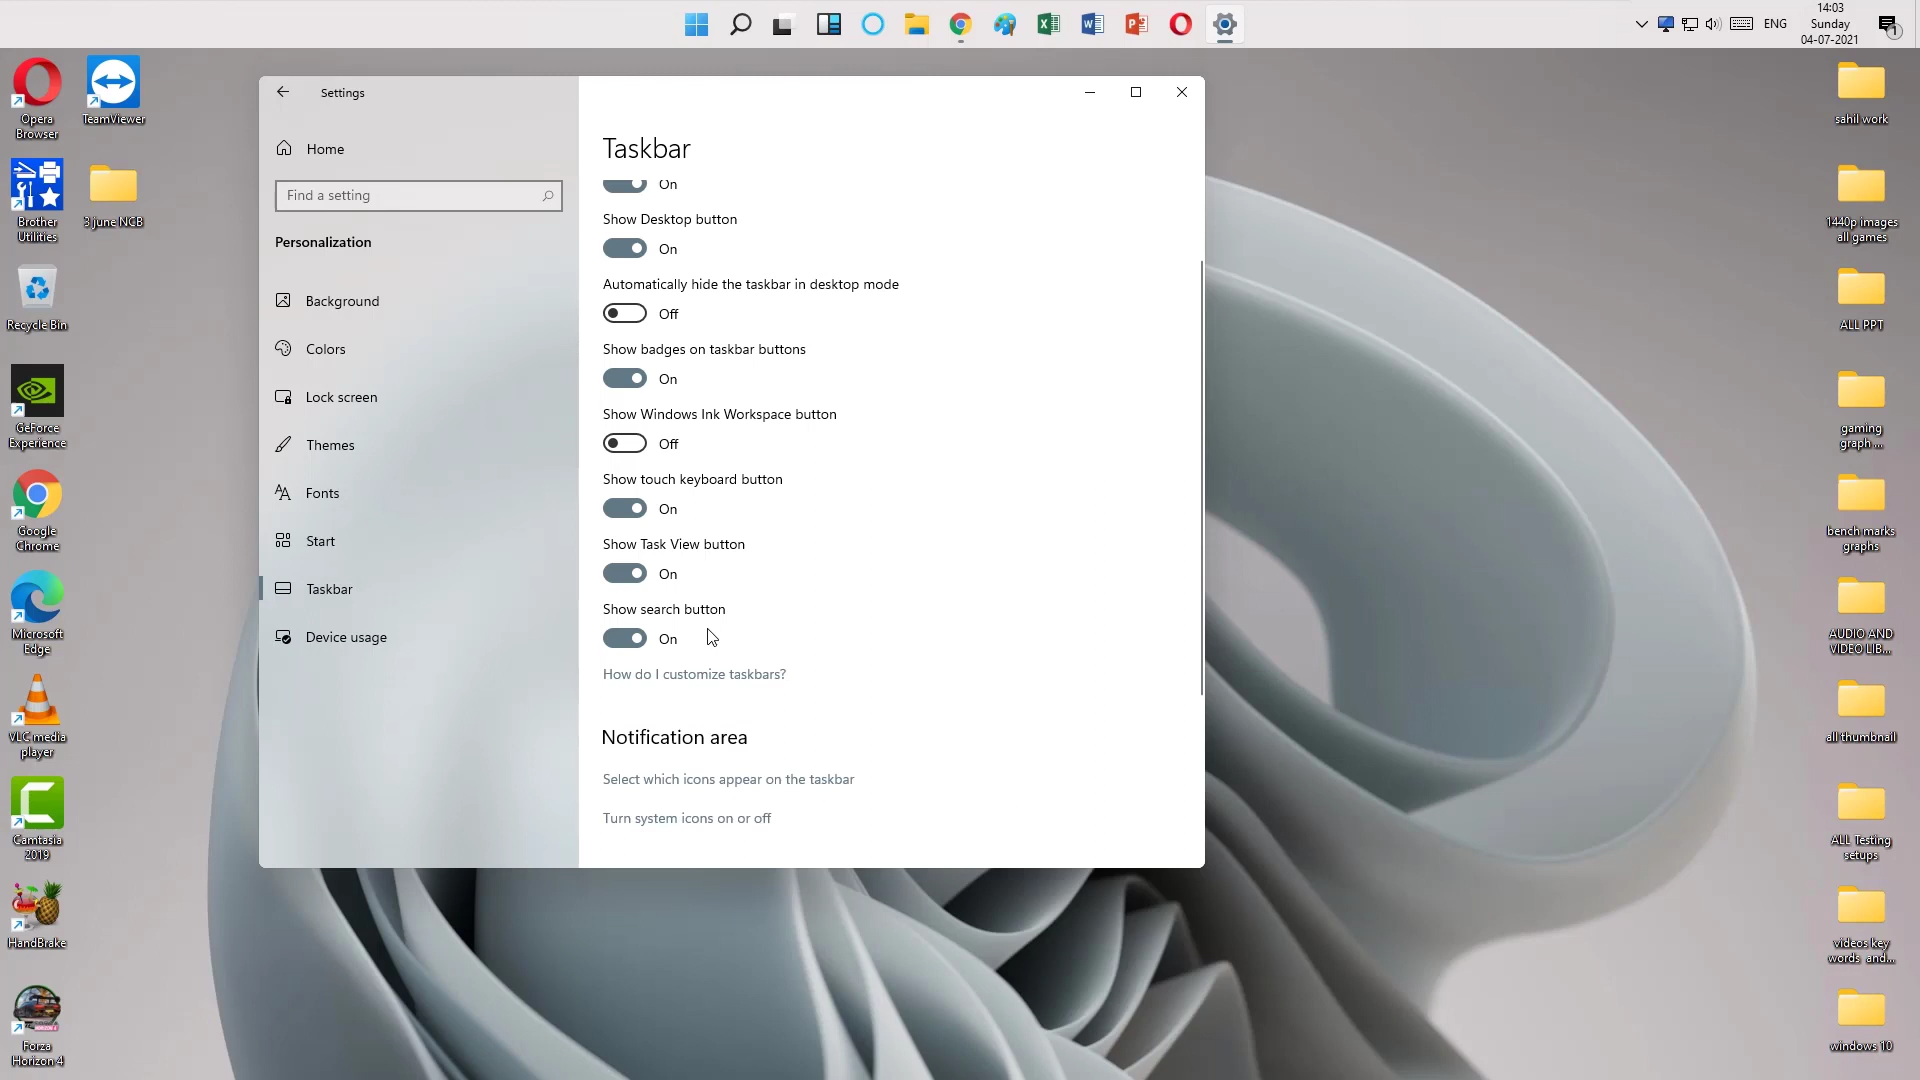 14:03
Sunday
04-07-2021
ENG
1
Opera
Browser
TeamViewer
Brother
Utilities
3 june NCB
Recycle Bin
GeForce
Experience
Google
Chrome
Microsoft
Edge
VLC media
player
Camtasia
2019
HandBrake
Forza
Horizon 4
Settings
Home
Find a setting
Personalization
Background
Colors
Lock screen
Themes
Fonts
Start
Taskbar
Device usage
Taskbar
On
Show Desktop button
On
Automatically hide the taskbar in desktop mode
Off
Show badges on taskbar buttons
On
Show Windows Ink Workspace button
Off
Show touch keyboard button
On
Show Task View button
On
Show search button
On
How do I customize taskbars?
Notification area
Select which icons appear on the taskbar
Turn system icons on or off
sahil work
1440p images
all games
ALL PPT
gaming
graph ...
bench marks
graphs
AUDIO AND
VIDEO LIB...
all thumbnail
ALL Testing
setups
videos key
words and...
windows 10